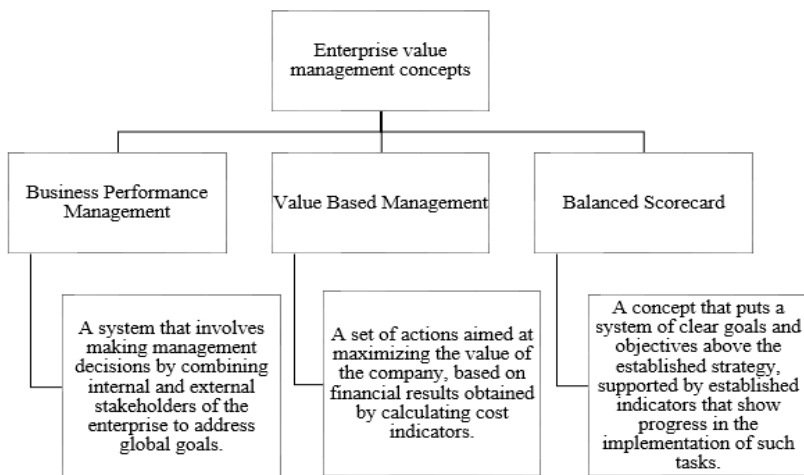 Enterprise value
management concepts
Business Performance
Management
Value Based Management
Balanced Scorecard
A system that involves
making management
decisions by combining
internal and external
stakeholders of the
enterprise to address
global goals.
A set of actions aimed at
maximizing the value of
the company, based on
financial results obtained
by calculating cost
indicators.
A concept that puts a
system of clear goals and
objectives above the
established strategy,
supported by established
indicators that show
progress in the
implementation of such
tasks.